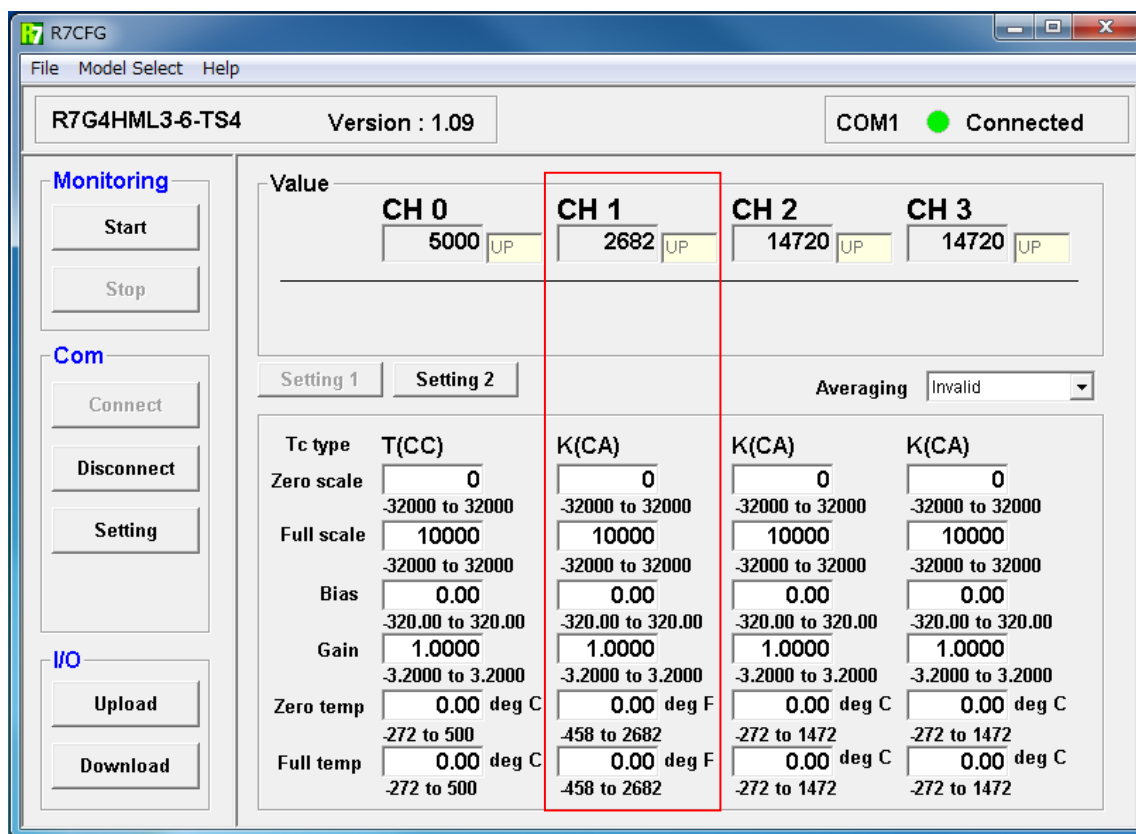 R7 R7CFG
File Model Select Help
R7G4HML3-6-TS4 Version : 1.09 COM1 Connected
Monitoring
Start
Stop
Com
Connect
Disconnect
Setting
I/O
Upload
Download
Value
CH 0 CH 1 CH 2 CH 3
5000 UP 2682 UP 14720 UP 14720 UP
Setting 1 Setting 2 Averaging Invalid
Tc type T(CC) K(CA) K(CA) K(CA)
Zero scale 0 0 0 0
-32000 to 32000 -32000 to 32000 -32000 to 32000 -32000 to 32000
Full scale 10000 10000 10000 10000
-32000 to 32000 -32000 to 32000 -32000 to 32000 -32000 to 32000
Bias 0.00 0.00 0.00 0.00
-320.00 to 320.00 -320.00 to 320.00 -320.00 to 320.00 -320.00 to 320.00
Gain 1.0000 1.0000 1.0000 1.0000
-3.2000 to 3.2000 -3.2000 to 3.2000 -3.2000 to 3.2000 -3.2000 to 3.2000
Zero temp 0.00 deg C 0.00 deg F 0.00 deg C 0.00 deg C
-272 to 500 -458 to 2682 -272 to 1472 -272 to 1472
Full temp 0.00 deg C 0.00 deg F 0.00 deg C 0.00 deg C
-272 to 500 -458 to 2682 -272 to 1472 -272 to 1472